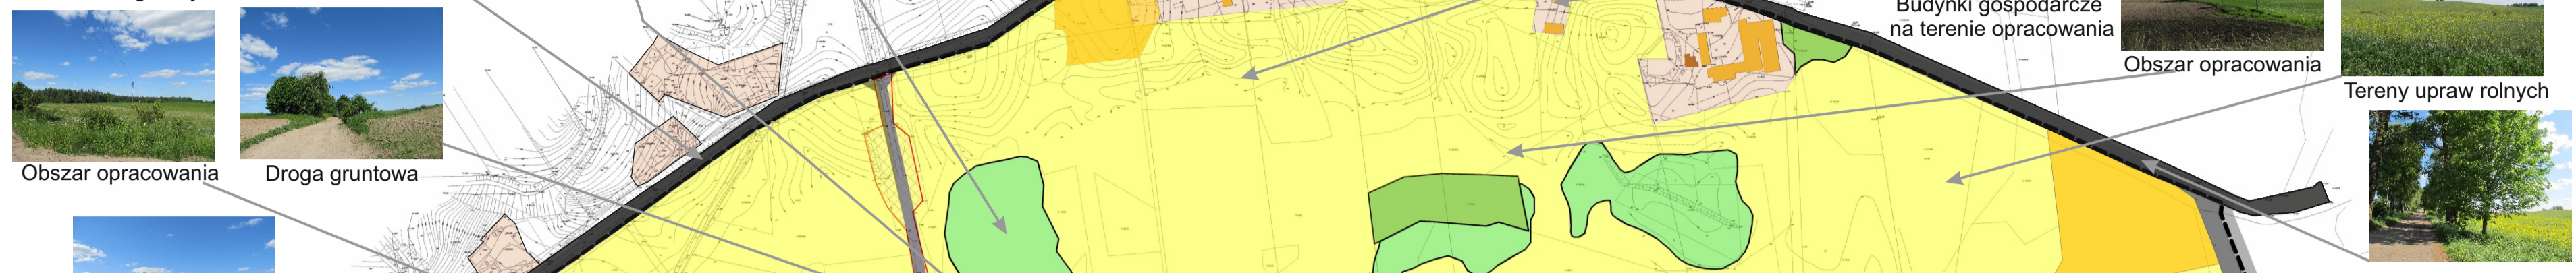 Budynki gospodarcze
na terenie opracowania
Obszar opracowania
Tereny upraw rolnych
Obszar opracowania
Droga gruntowa